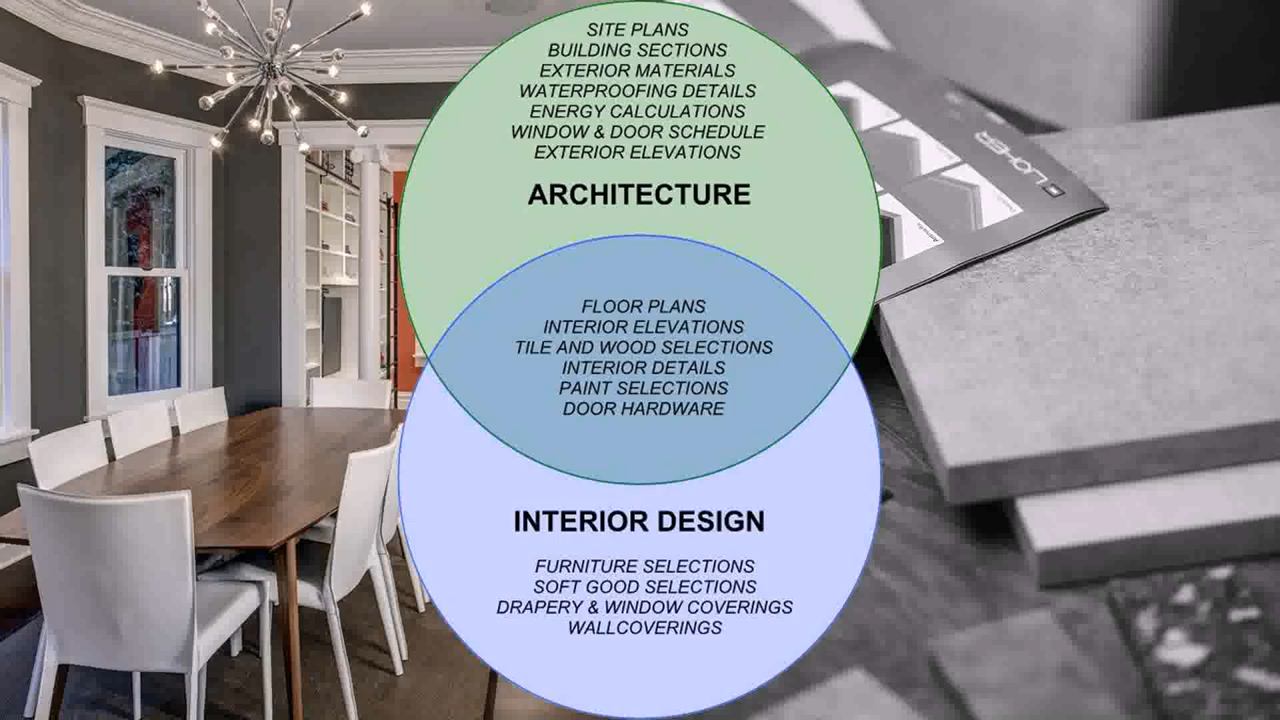 SITE PLANS
BUILDING SECTIONS
EXTERIOR MATERIALS
WATERPROOFING DETAILS
ENERGY CALCULATIONS
WINDOW & DOOR SCHEDULE
EXTERIOR ELEVATIONS
ARCHITECTURE
FLOOR PLANS
INTERIOR ELEVATIONS
TILE AND WOOD SELECTIONS
INTERIOR DETAILS
PAINT SELECTIONS
DOOR HARDWARE
INTERIOR DESIGN
FURNITURE SELECTIONS
SOFT GOOD SELECTIONS
DRAPERY & WINDOW COVERINGS
WALLCOVERINGS